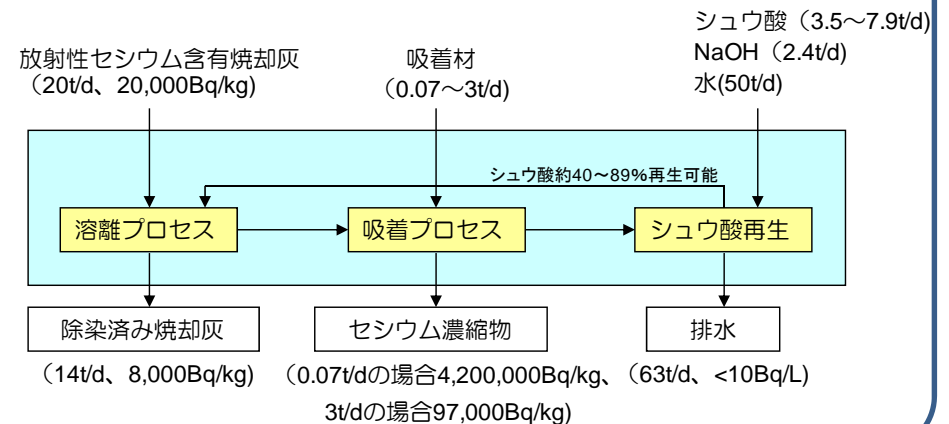 シュウ酸（3.5～7.9t/d)
NaOH（2.4t/d)
水(50t/d)
放射性セシウム含有焼却灰
（20t/d、20,000Bq/kg)
吸着材
（0.07～3t/d)
シュウ酸約40～89%再生可能
溶離プロセス
吸着プロセス
シュウ酸再生
除染済み焼却灰
セシウム濃縮物
排水
（14t/d、8,000Bq/kg)
（0.07t/dの場合4,200,000Bq/kg、
3t/dの場合97,000Bq/kg)
（63t/d、<10Bq/L)